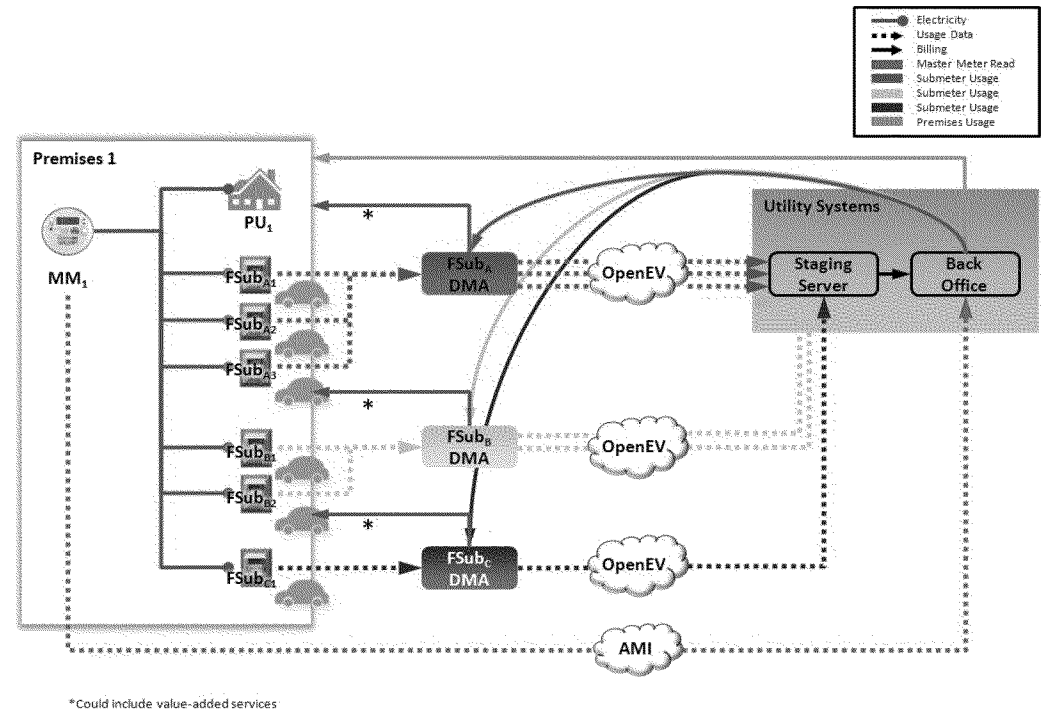 Electricity
Usage Data
Billing
Master Meter Read
Submeter Usage
Submeter Usage
Submeter Usage
Premises Usage
Premises 1
PU1
MM1
Utility Systems
FSubA1
FSubA2
FSubA3
FSubB1
FSubB2
FSubC1
*
FSubA
DMA
OpenEV
Staging
Server
Back
Office
*
FSubB
DMA
OpenEV
*
FSubC
DMA
OpenEV
AMI
*Could include value-added services